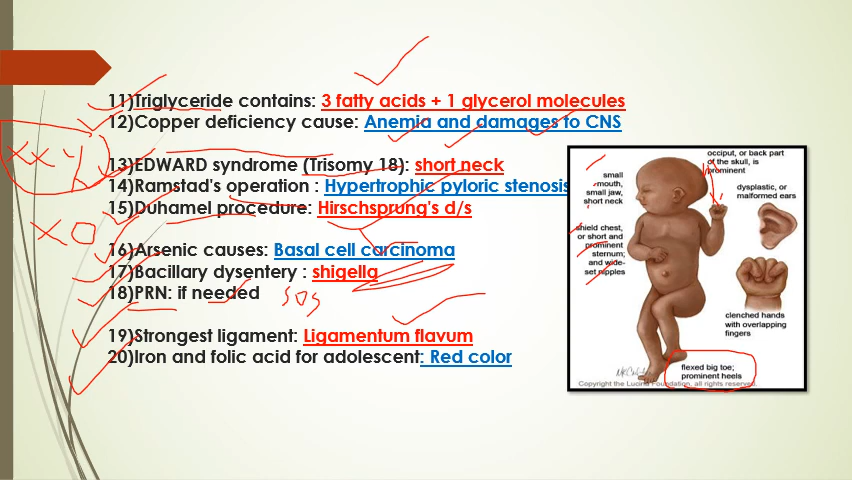 11)Triglyceride contains: 3 fatty acids + 1 glycerol molecules
12)Copper deficiency cause: Anemia and damages to CNS
13)EDWARD syndrome (Trisomy 18): short neck
14)Ramstad's operation : Hypertrophic pyloric stenosis
15)Duhamel procedure: Hirschsprung's d/s
16)Arsenic causes: Basal cell carcinoma
17)Bacillary dysentery : shigella
18)PRN: if needed
SOS
19)Strongest ligament: Ligamentum flavum
20)Iron and folic acid for adolescent: Red color
XXY
XO
occiput, or back part
of the skull, is
prominent
small
mouth,
small jaw,
short neck
dysplastic, or
malformed ears
shield chest,
or short and
prominent
sternum;
and wide-
set nipples
clenched hands
with overlapping
fingers
flexed big toe;
prominent heels
Copyright the Lucina Foundation, all rights reserved.